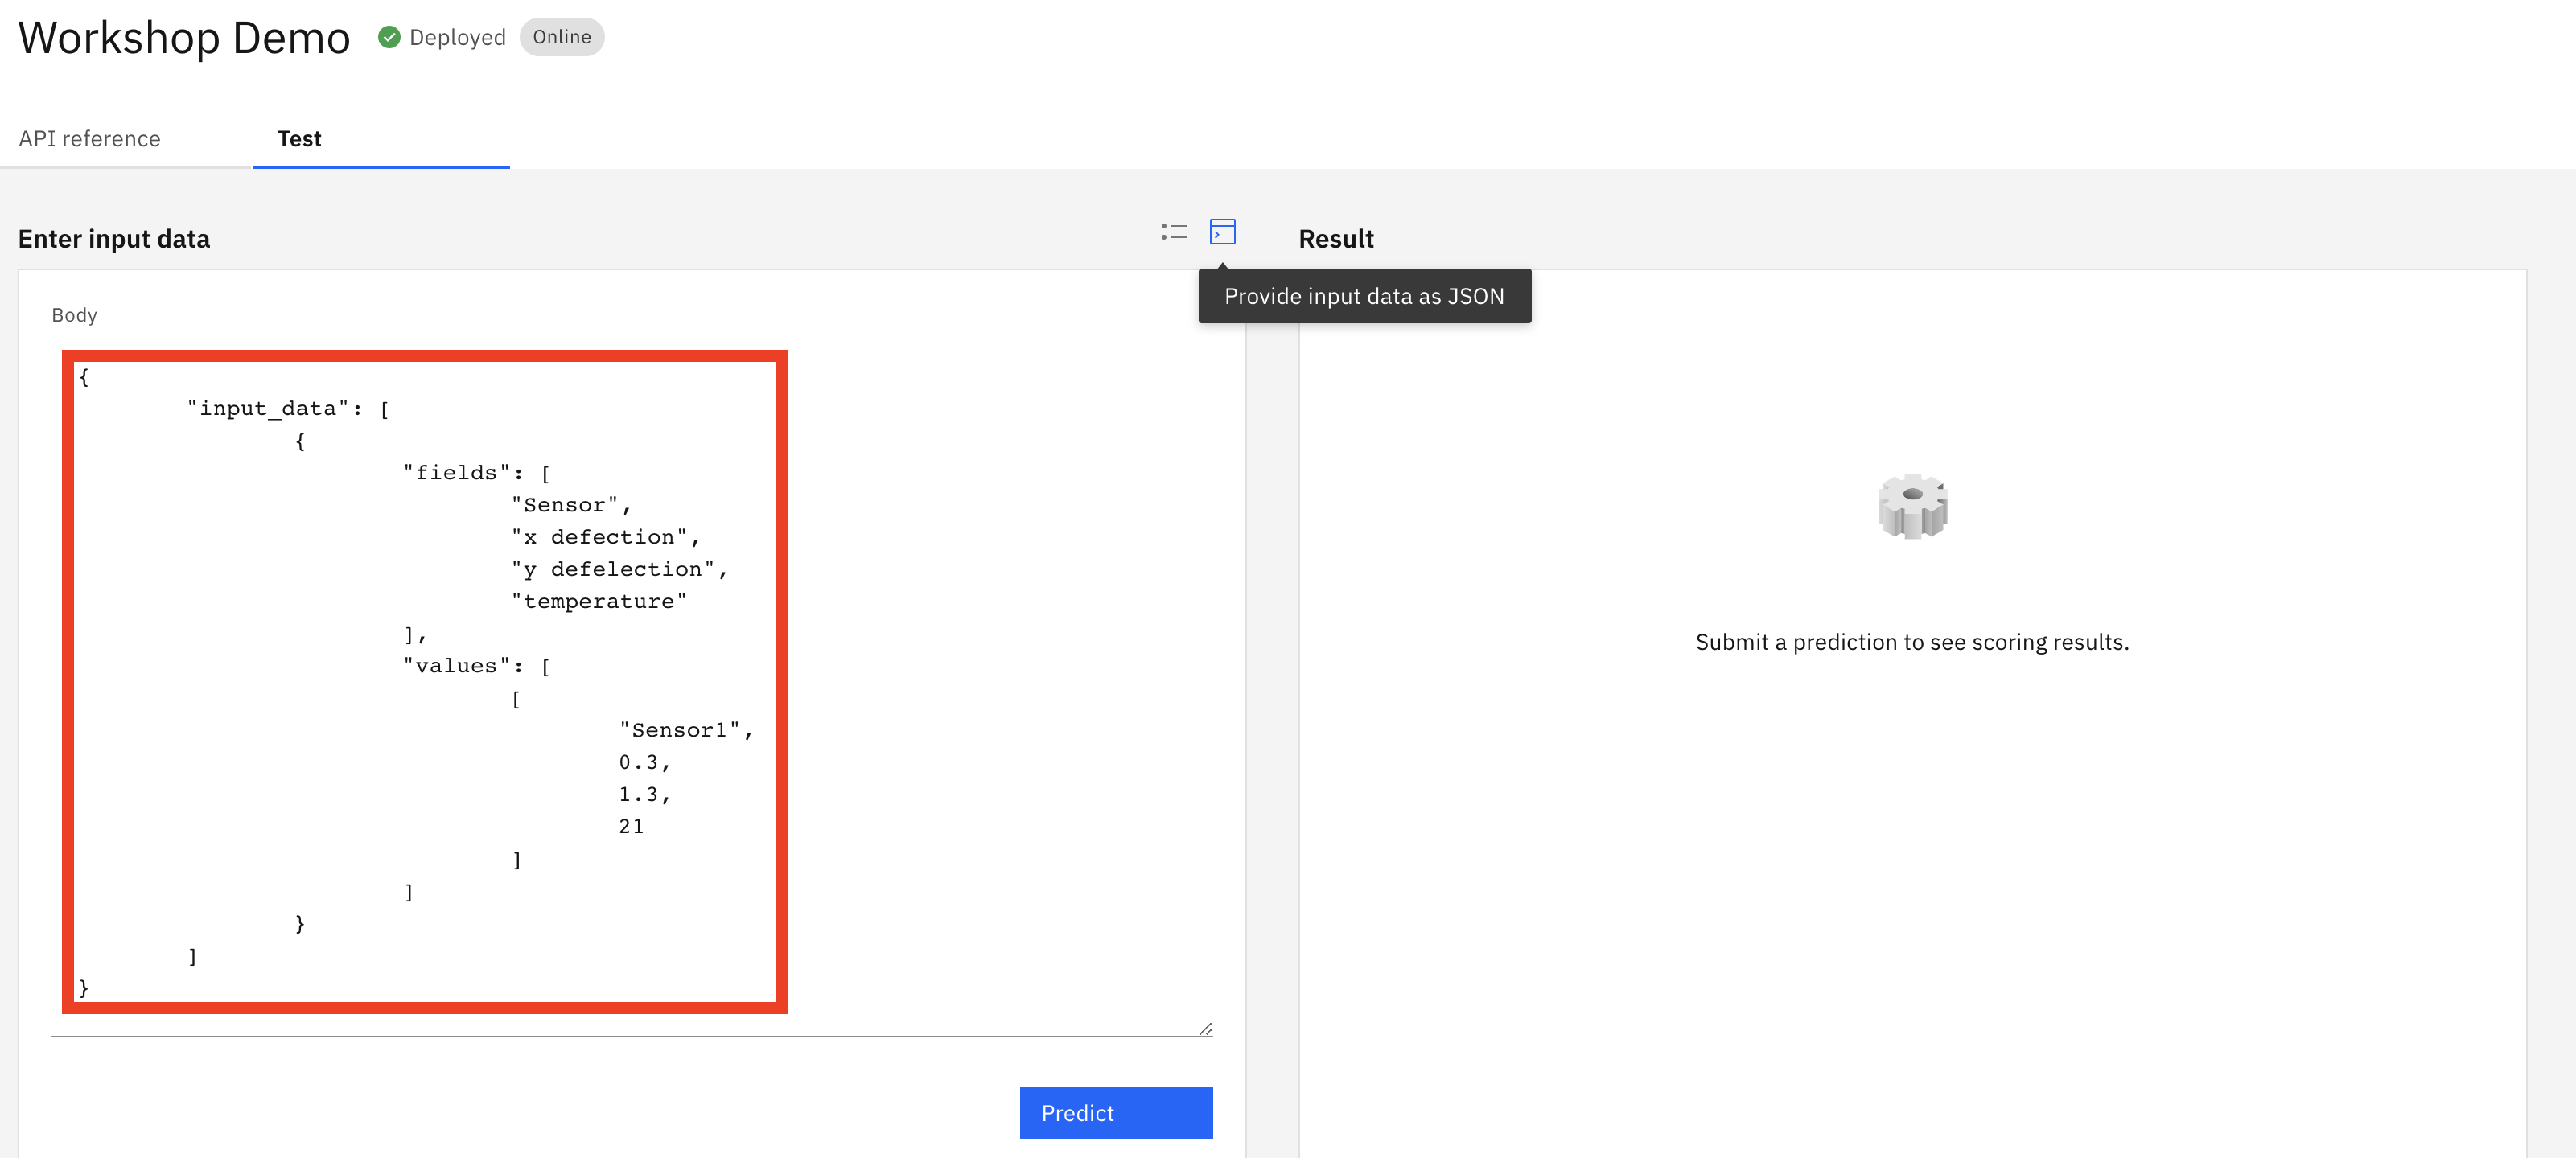 Workshop Demo Deployed Online
API reference Test
Enter input data
Result
Provide input data as JSON
Body
{
"input_data": [
{
"fields": [
"Sensor",
"x defection",
"y defelection",
"temperature"
],
"values": [
[
"Sensor1",
0.3,
1.3,
21
]
]
}
]
}
Predict
Submit a prediction to see scoring results.